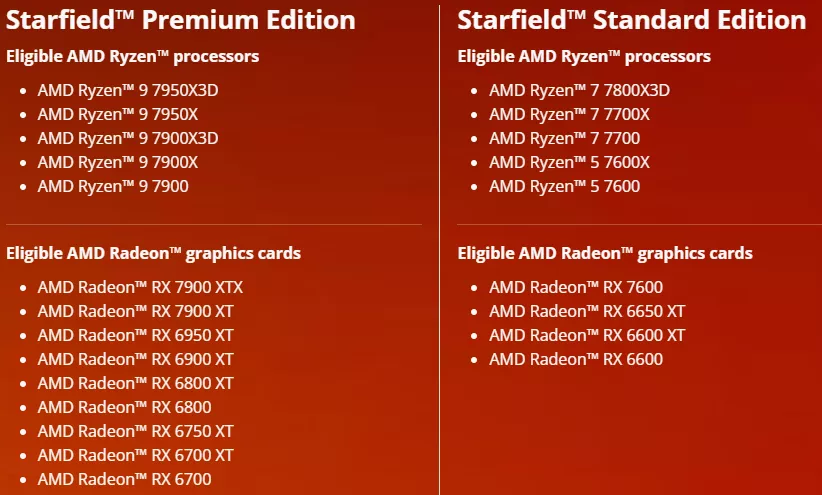 Starfield™ Premium Edition
Eligible AMD Ryzen™ processors
• AMD Ryzen™ 9 7950X3D
• AMD Ryzen™ 9 7950X
• AMD Ryzen™ 9 7900X3D
• AMD Ryzen™ 9 7900X
• AMD Ryzen™ 9 7900
Eligible AMD Radeon™ graphics cards
• AMD Radeon™ RX 7900 XTX
• AMD Radeon™ RX 7900 XT
• AMD Radeon™ RX 6950 XT
• AMD Radeon™ RX 6900 XT
• AMD Radeon™ RX 6800 XT
• AMD Radeon™ RX 6800
• AMD Radeon™ RX 6750 XT
• AMD Radeon™ RX 6700 XT
• AMD Radeon™ RX 6700
Starfield™ Standard Edition
Eligible AMD Ryzen™ processors
• AMD Ryzen™ 7 7800X3D
• AMD Ryzen™ 7 7700X
• AMD Ryzen™ 7 7700
• AMD Ryzen™ 5 7600X
• AMD Ryzen™ 5 7600
Eligible AMD Radeon™ graphics cards
• AMD Radeon™ RX 7600
• AMD Radeon™ RX 6650 XT
• AMD Radeon™ RX 6600 XT
• AMD Radeon™ RX 6600